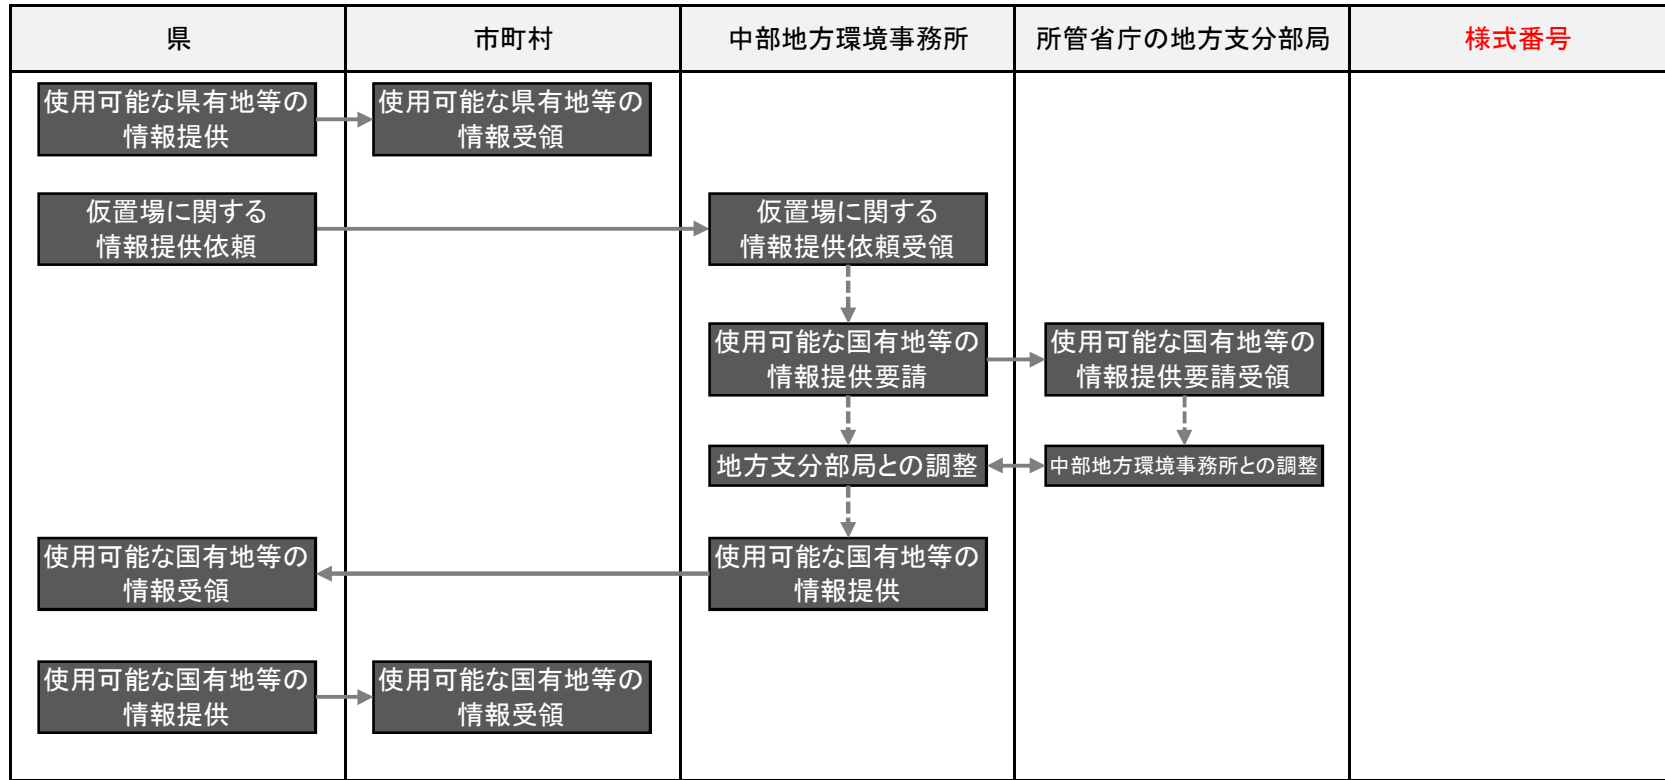 県
市町村
中部地方環境事務所
所管省庁の地方支分部局
様式番号
使用可能な県有地等の
情報提供
使用可能な県有地等の
情報受領
仮置場に関する
情報提供依頼
仮置場に関する
情報提供依頼受領
使用可能な国有地等の
情報提供要請
使用可能な国有地等の
情報提供要請受領
地方支分部局との調整
中部地方環境事務所との調整
使用可能な国有地等の
情報受領
使用可能な国有地等の
情報提供
使用可能な国有地等の
情報提供
使用可能な国有地等の
情報受領